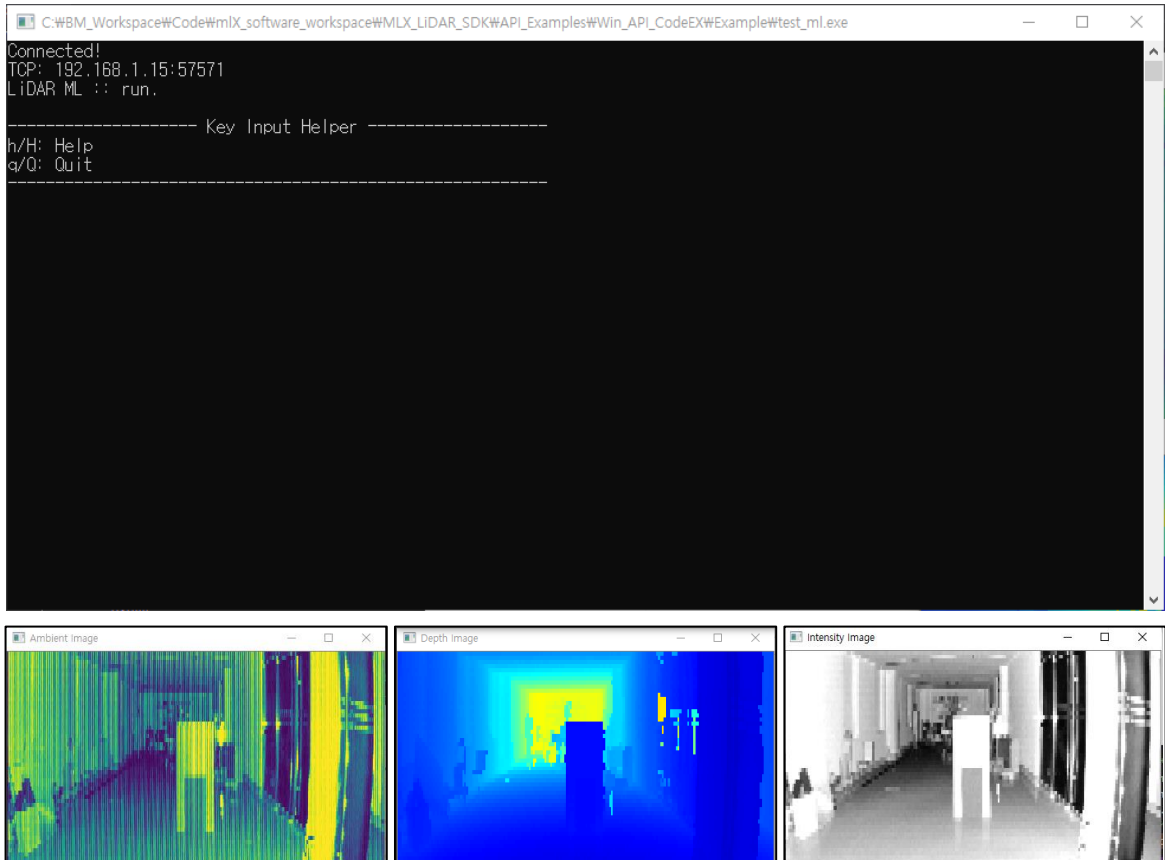 C:₩BM_Workspace₩Code₩mlX_software_workspace₩MLX_LiDAR_SDK₩API_Examples₩Win_API_CodeEX₩Example₩test_ml.exe
Connected!
TCP: 192.168.1.15:57571
LiDAR ML :: run.
-------------------- Key Input Helper --------------------
h/H: Help
q/Q: Quit
------------------------------------------------------------
Ambient Image
Depth Image
Intensity Image